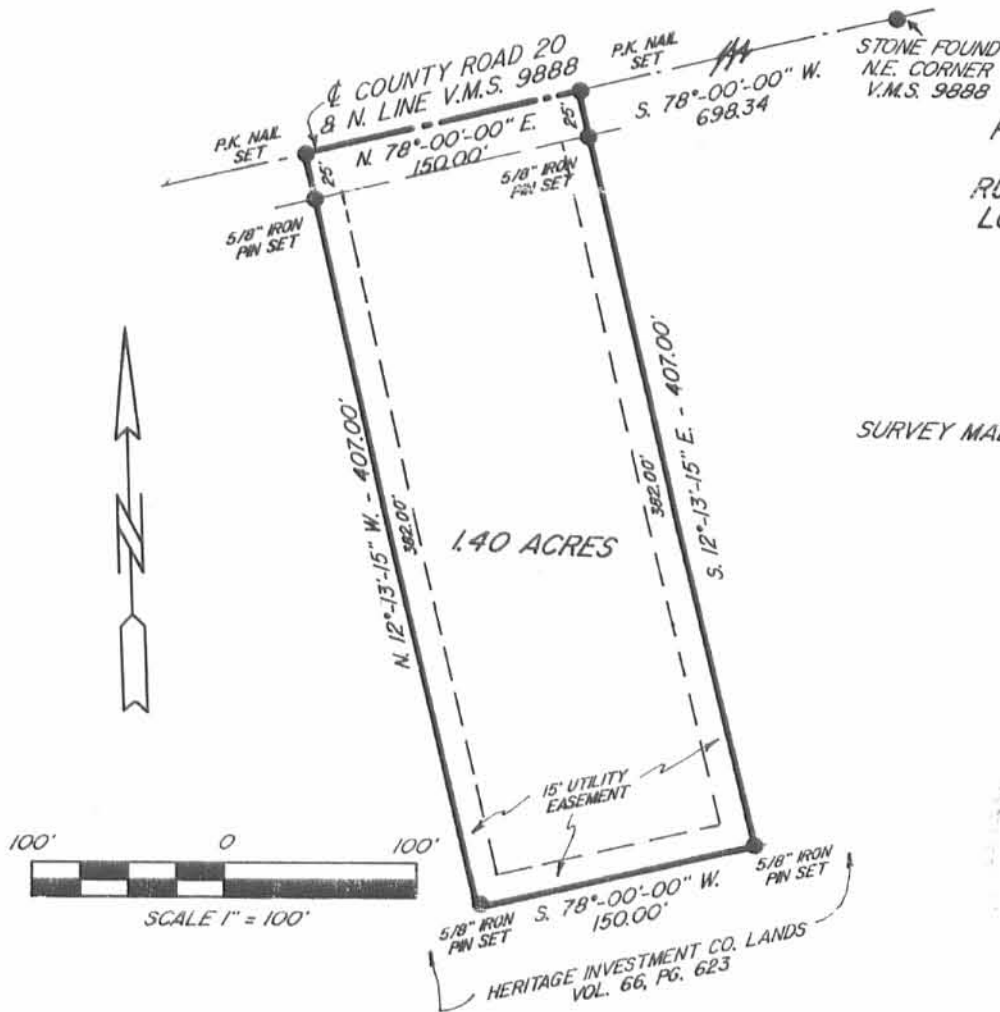 ℄ COUNTY ROAD 20
& N. LINE V.M.S. 9888
P.K. NAIL
SET
P.K. NAIL
SET
STONE FOUND
N.E. CORNER
V.M.S. 9888
N. 78°-00'-00" E.
150.00'
25'
25'
S. 78°-00'-00" W.
698.34
5/8" IRON
PIN SET
5/8" IRON
PIN SET
N. 12°-13'-15" W. - 407.00'
382.00'
382.00'
S. 12°-13'-15" E. - 407.00'
SURVEY MA
1.40 ACRES
N
15' UTILITY
EASEMENT
100' 0 100'
SCALE 1" = 100'
5/8" IRON
PIN SET
S. 78°-00'-00" W.
150.00'
5/8" IRON
PIN SET
HERITAGE INVESTMENT CO. LANDS
VOL. 66, PG. 623